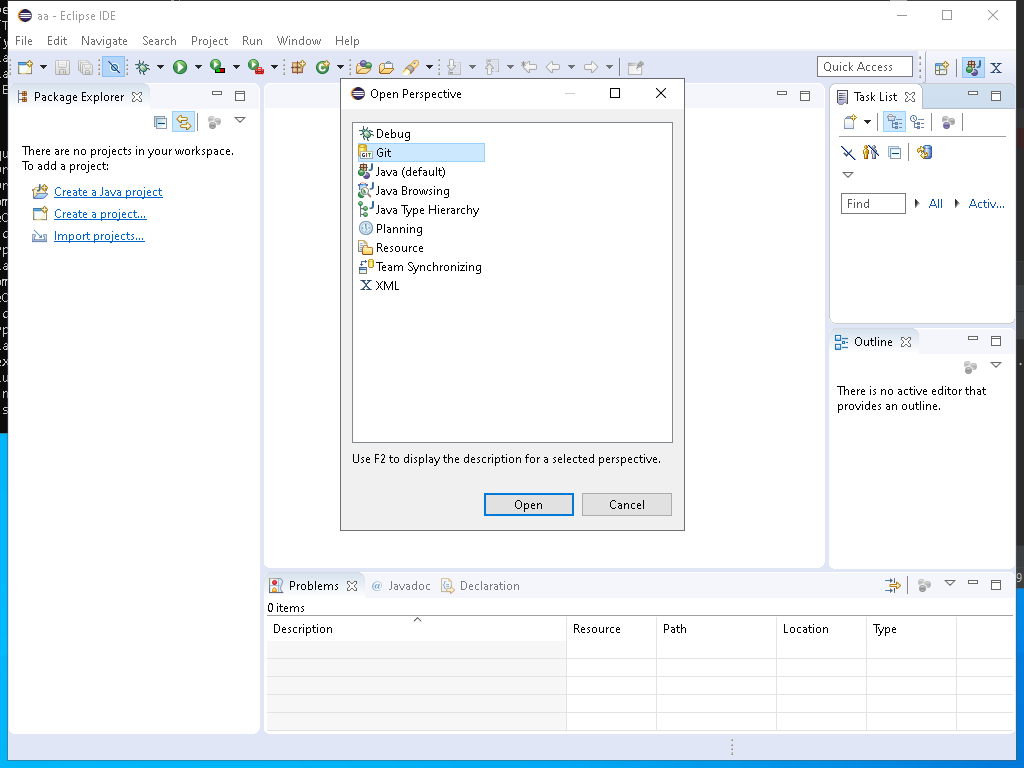 aa - Eclipse IDE
File Edit Navigate Search Project Run Window Help
Quick Access
Package Explorer
There are no projects in your workspace.
To add a project:
Create a Java project
Create a project...
Import projects...
Open Perspective
Debug
Git
Java (default)
Java Browsing
Java Type Hierarchy
Planning
Resource
Team Synchronizing
XML
Use F2 to display the description for a selected perspective.
Open Cancel
Task List
Find All Activ...
Outline
There is no active editor that
provides an outline.
Problems Javadoc Declaration
0 items
Description Resource Path Location Type